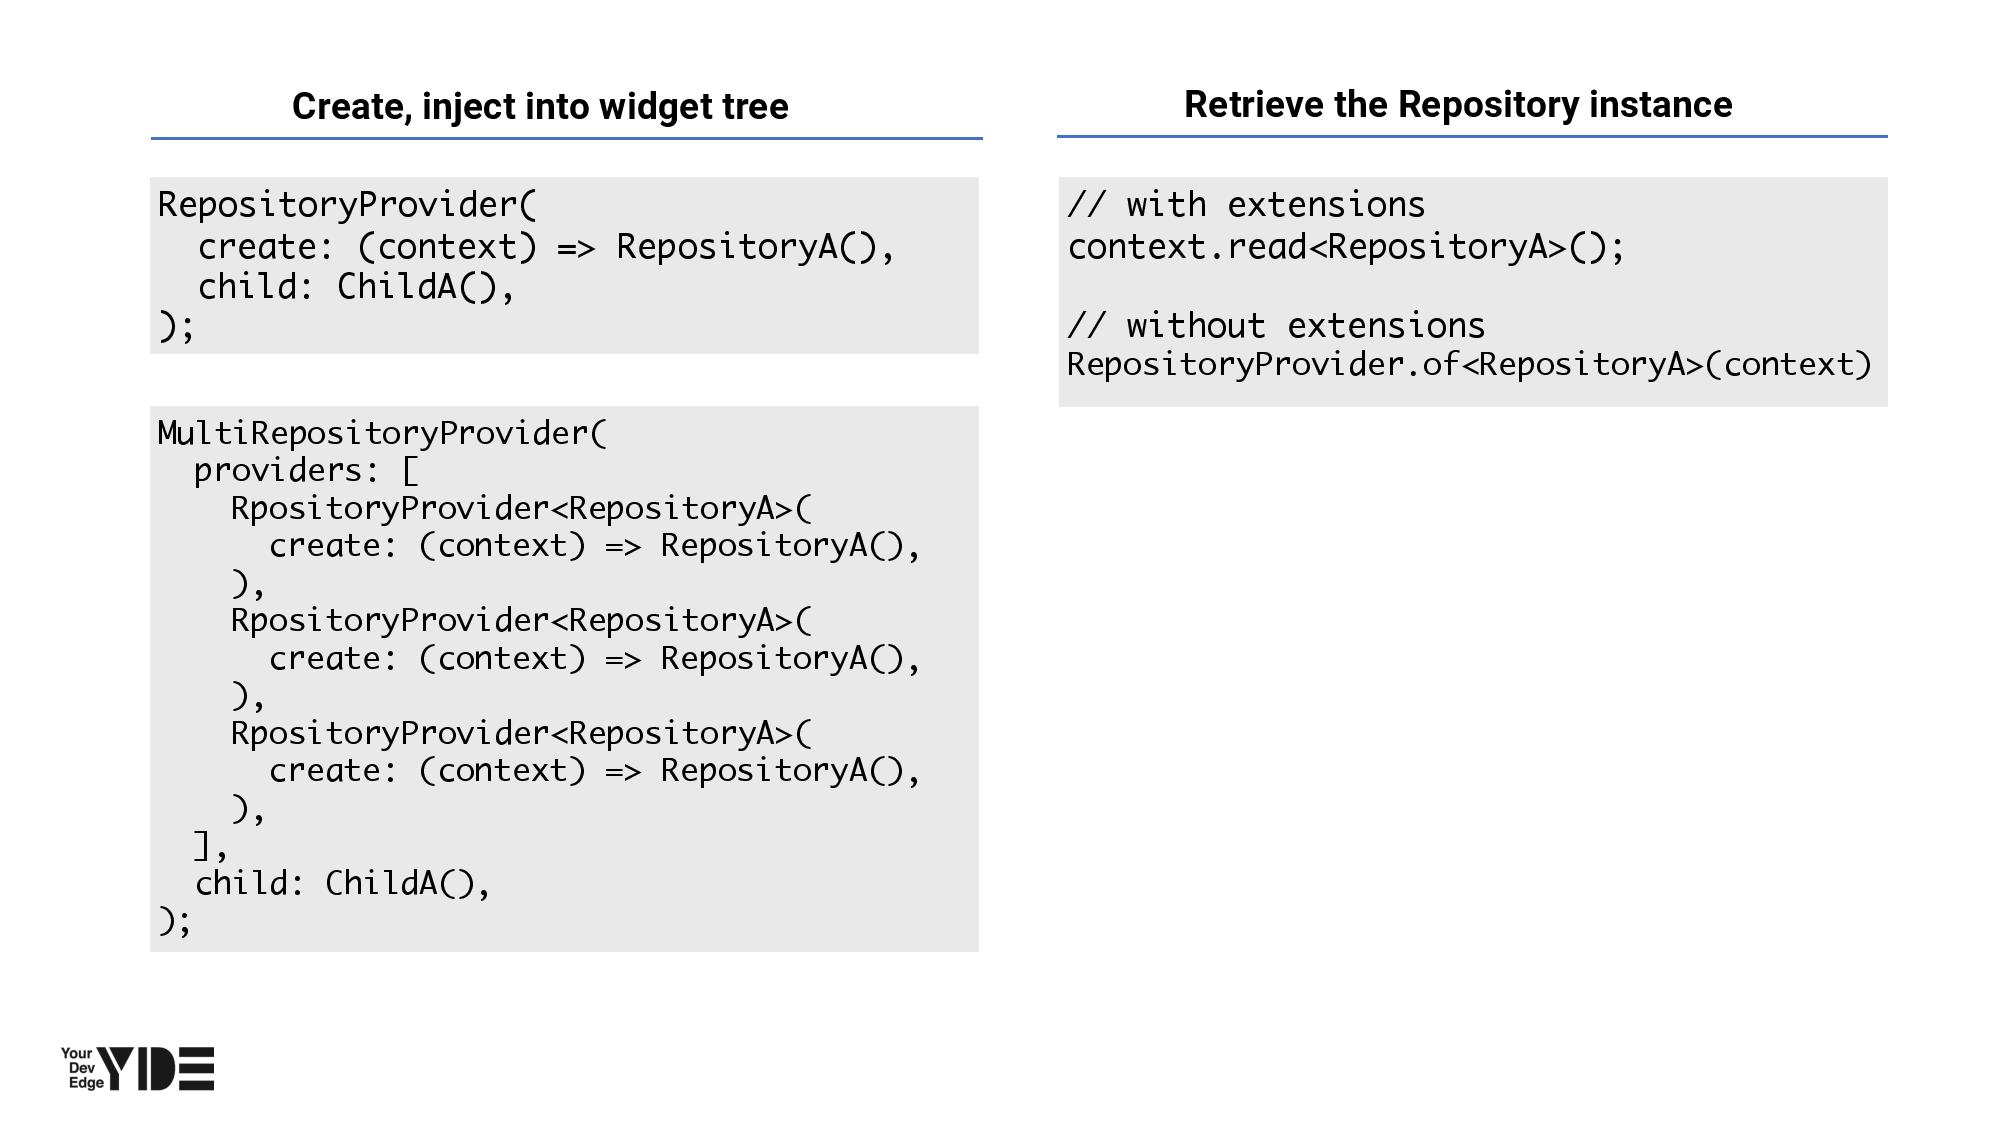 Create, inject into widget tree
RepositoryProvider(
  create: (context) => RepositoryA(),
  child: ChildA(),
);
MultiRepositoryProvider(
  providers: [
    RpositoryProvider<RepositoryA>(
      create: (context) => RepositoryA(),
    ),
    RpositoryProvider<RepositoryA>(
      create: (context) => RepositoryA(),
    ),
    RpositoryProvider<RepositoryA>(
      create: (context) => RepositoryA(),
    ),
  ],
  child: ChildA(),
);
Retrieve the Repository instance
// with extensions
context.read<RepositoryA>();
// without extensions
RepositoryProvider.of<RepositoryA>(context)
Your
Dev
Edge
YDE